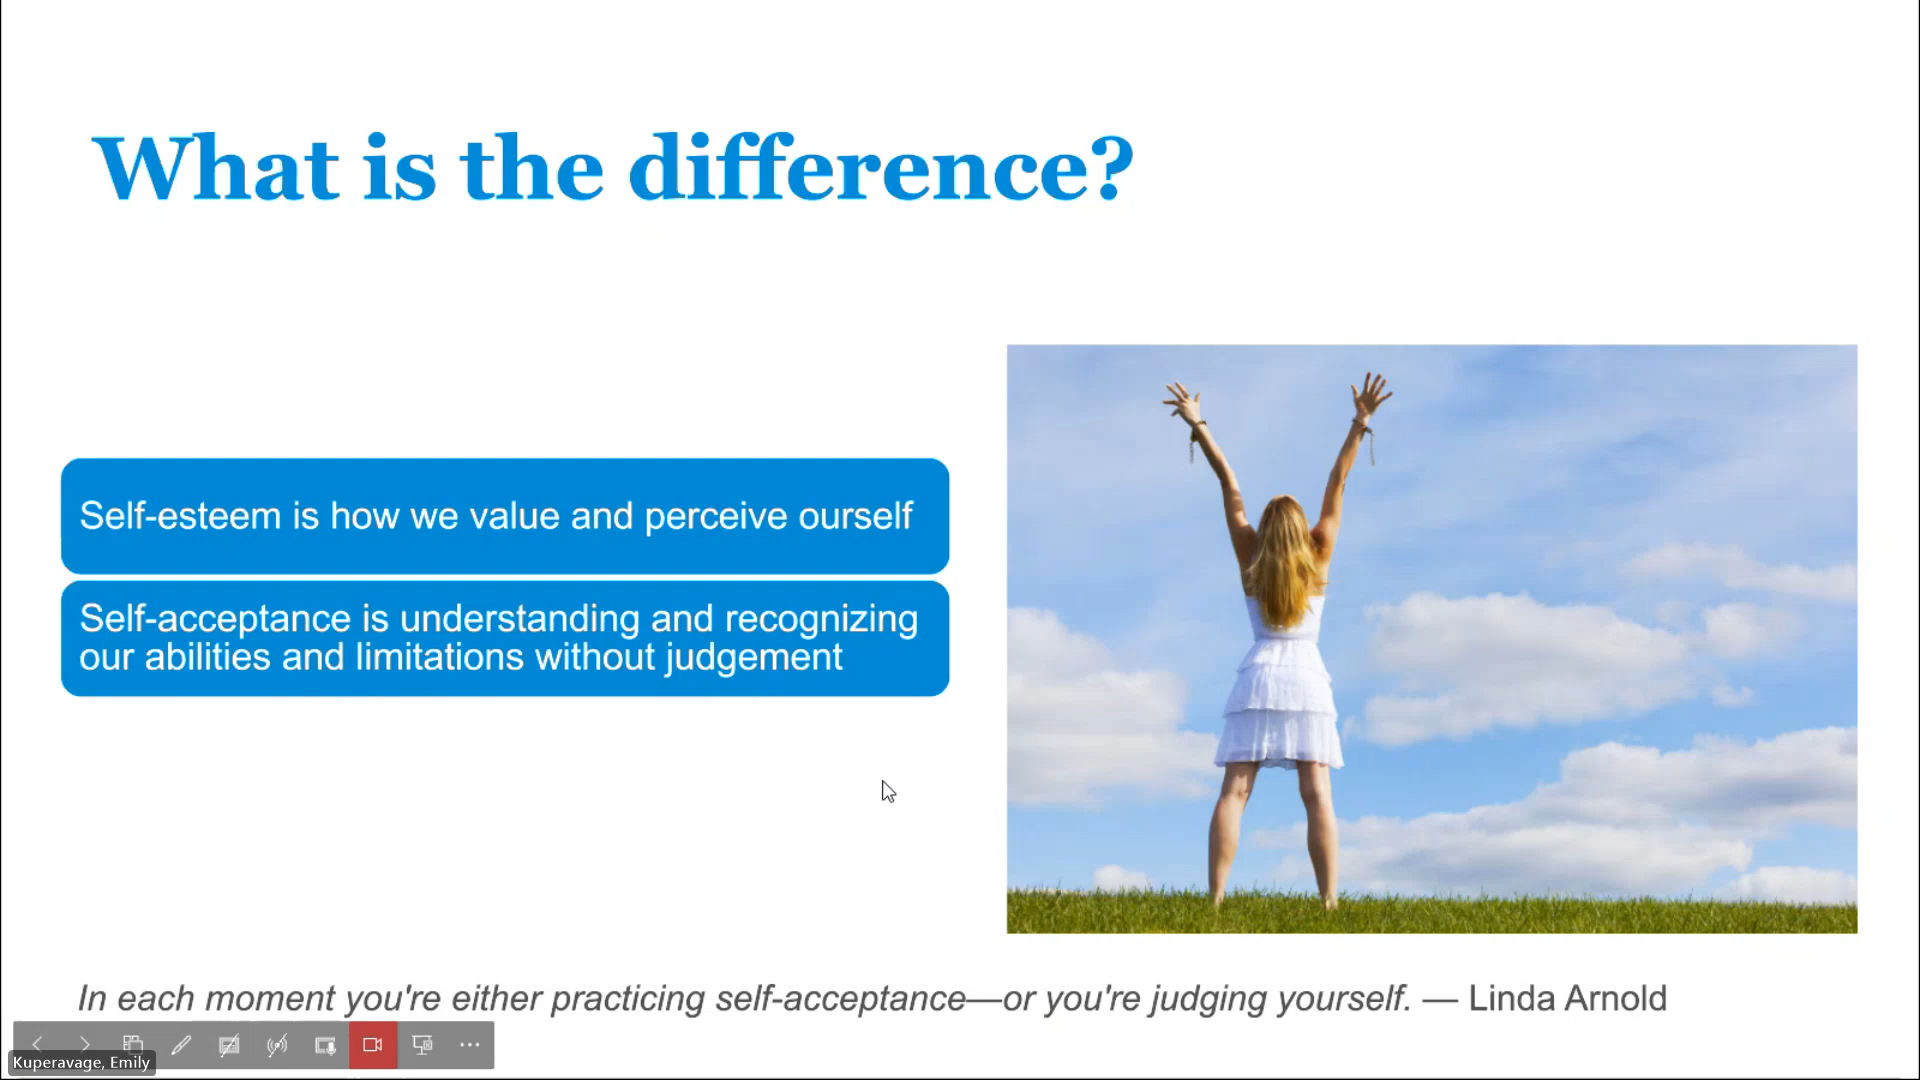 What is the difference?
Self-esteem is how we value and perceive ourself
Self-acceptance is understanding and recognizing
our abilities and limitations without judgement
In each moment you're either practicing self-acceptance—or you're judging yourself. — Linda Arnold
Kuperavage, Emily